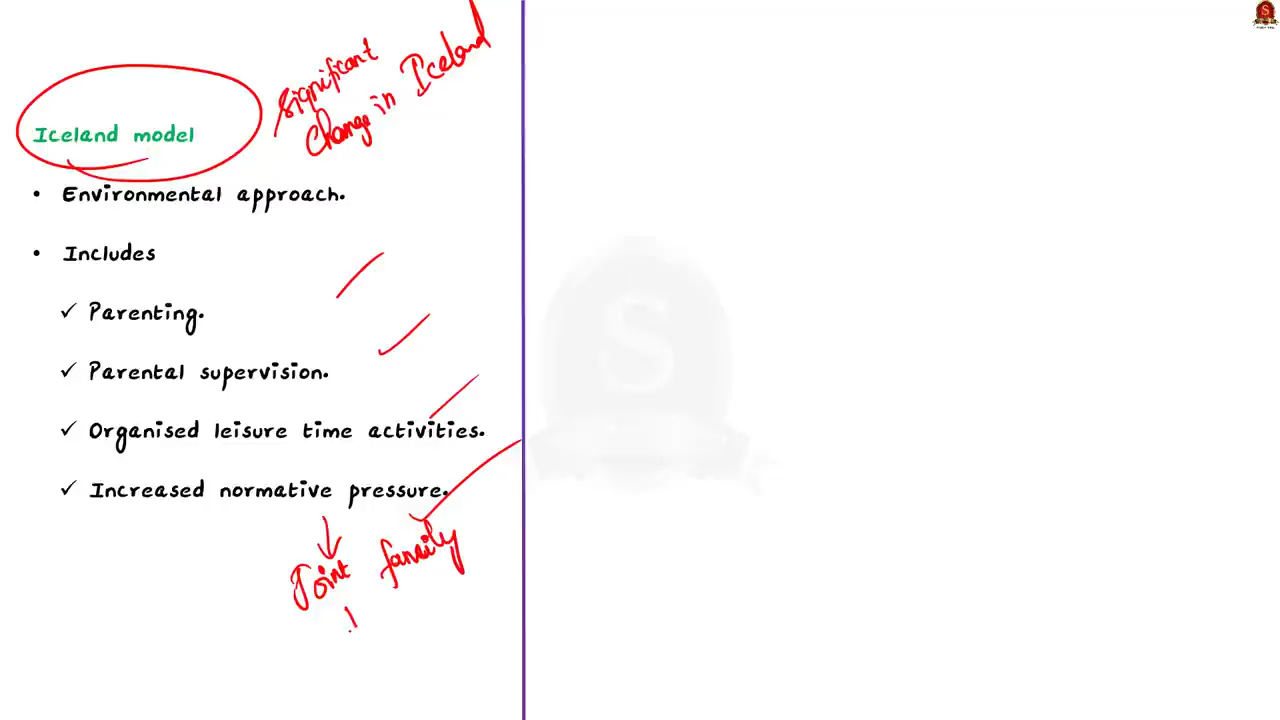 Significant
Change in Iceland
Iceland model
• Environmental approach.
• Includes
✓ Parenting.
✓ Parental supervision.
✓ Organised leisure time activities.
✓ Increased normative pressure.
Joint family